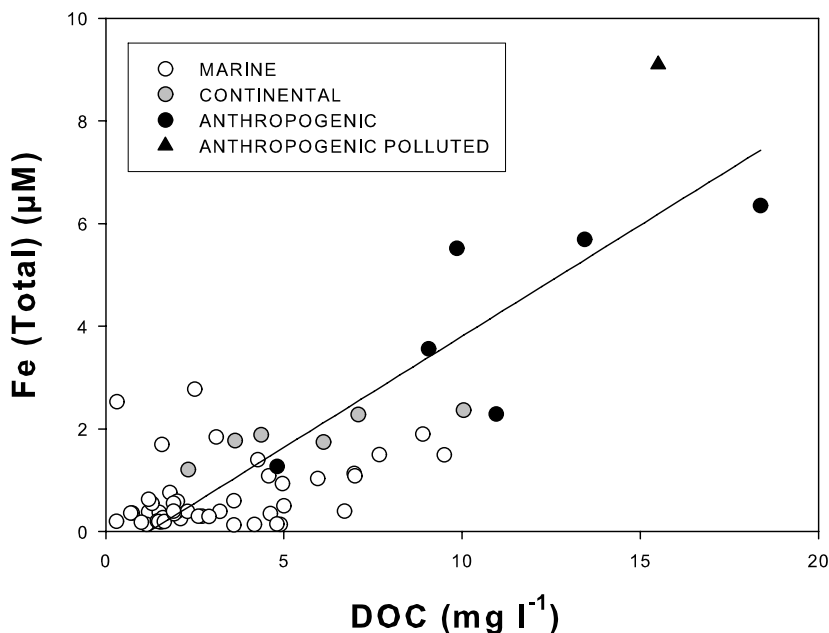 10
8
6
4
2
0
Fe (Total) (µM)
MARINE
CONTINENTAL
ANTHROPOGENIC
ANTHROPOGENIC POLLUTED
0 5 10 15 20
DOC (mg l⁻¹)